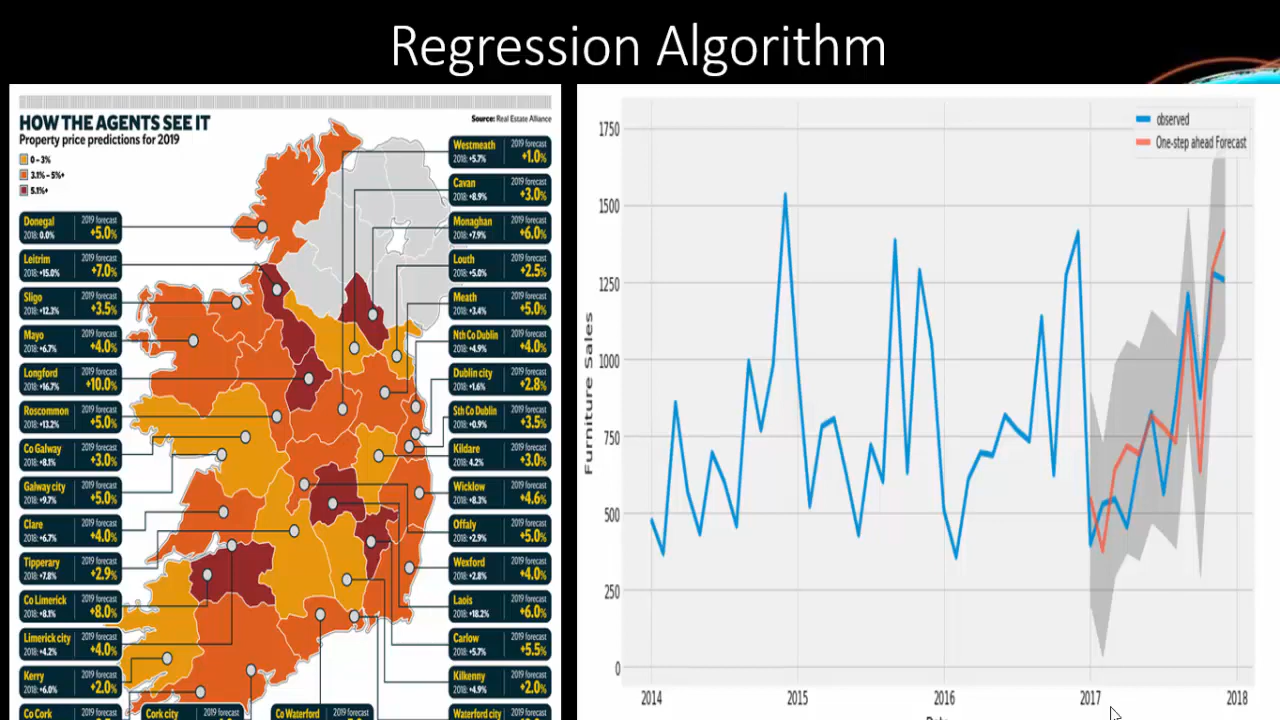 Regression Algorithm
HOW THE AGENTS SEE IT
Property price predictions for 2019
Source: Real Estate Alliance
0 - 3%
3.1% - 5%+
5.1%+
Donegal 2019 forecast
2018: 0.0% +5.0%
Leitrim 2019 forecast
2018: +15.0% +7.0%
Sligo 2019 forecast
2018: +12.3% +3.5%
Mayo 2019 forecast
2018: +6.7% +4.0%
Longford 2019 forecast
2018: +16.7% +10.0%
Roscommon 2019 forecast
2018: +13.2% +5.0%
Co Galway 2019 forecast
2018: +8.1% +3.0%
Galway city 2019 forecast
2018: +9.7% +5.0%
Clare 2019 forecast
2018: +6.7% +4.0%
Tipperary 2019 forecast
2018: +7.8% +2.9%
Co Limerick 2019 forecast
2018: +8.1% +8.0%
Limerick city 2019 forecast
2018: +4.2% +4.0%
Kerry 2019 forecast
2018: +6.0% +2.0%
Co Cork 2019 forecast
Cork city 2019 forecast
Co Waterford 2019 forecast
Westmeath 2019 forecast
2018: +5.7% +1.0%
Cavan 2019 forecast
2018: +8.9% +3.0%
Monaghan 2019 forecast
2018: +7.9% +6.0%
Louth 2019 forecast
2018: +5.0% +2.5%
Meath 2019 forecast
2018: +3.4% +5.0%
Nth Co Dublin 2019 forecast
2018: +4.9% +4.0%
Dublin city 2019 forecast
2018: +1.6% +2.8%
Sth Co Dublin 2019 forecast
2018: +0.9% +3.5%
Kildare 2019 forecast
2018: 4.2% +3.0%
Wicklow 2019 forecast
2018: +8.3% +4.6%
Offaly 2019 forecast
2018: +2.9% +5.0%
Wexford 2019 forecast
2018: +2.8% +4.0%
Laois 2019 forecast
2018: +18.2% +6.0%
Carlow 2019 forecast
2018: +5.7% +5.5%
Kilkenny 2019 forecast
2018: +4.9% +2.0%
Waterford city 2019 forecast
observed
One-step ahead Forecast
Furniture Sales
1750
1500
1250
1000
750
500
250
0
2014 2015 2016 2017 2018